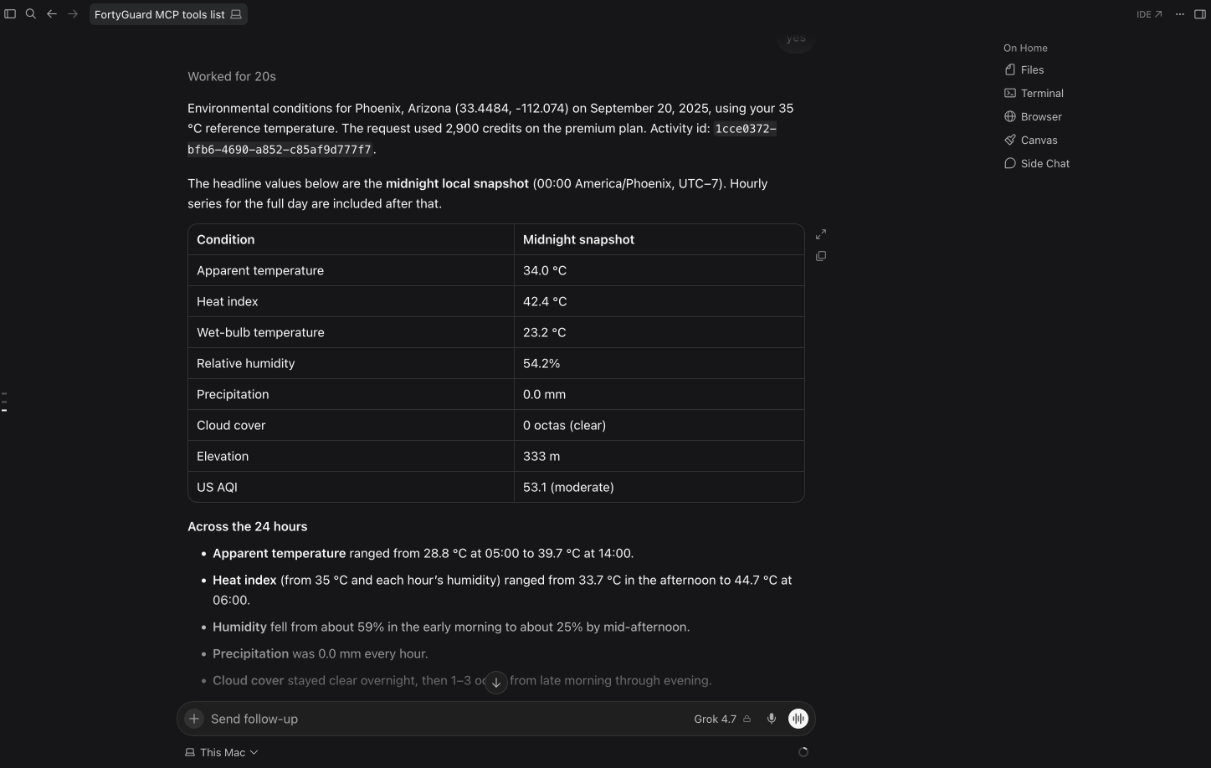 FortyGuard MCP tools list
IDE
yes
On Home
Files
Terminal
Browser
Canvas
Side Chat
Worked for 20s
Environmental conditions for Phoenix, Arizona (33.4484, -112.074) on September 20, 2025, using your 35
°C reference temperature. The request used 2,900 credits on the premium plan. Activity id: 1cce0372-
bfb6-4690-a852-c85af9d777f7.
The headline values below are the midnight local snapshot (00:00 America/Phoenix, UTC−7). Hourly
series for the full day are included after that.
Condition Midnight snapshot
Apparent temperature 34.0 °C
Heat index 42.4 °C
Wet-bulb temperature 23.2 °C
Relative humidity 54.2%
Precipitation 0.0 mm
Cloud cover 0 octas (clear)
Elevation 333 m
US AQI 53.1 (moderate)
Across the 24 hours
• Apparent temperature ranged from 28.8 °C at 05:00 to 39.7 °C at 14:00.
• Heat index (from 35 °C and each hour's humidity) ranged from 33.7 °C in the afternoon to 44.7 °C at
06:00.
• Humidity fell from about 59% in the early morning to about 25% by mid-afternoon.
• Precipitation was 0.0 mm every hour.
• Cloud cover stayed clear overnight, then 1–3 from late morning through evening.
Send follow-up
Grok 4.7
This Mac